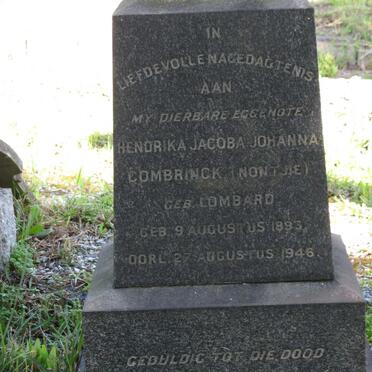 IN
LIEFDEVOLLE NAGEDAGTENIS
AAN
MY DIERBARE EGGENOTE
HENDRIKA JACOBA JOHANNA
COMBRINCK (NONTJIE)
GEB. LOMBARD
GEB. 9 AUGUSTUS 1893
OORL. 27 AUGUSTUS 1946.
GEDULDIG TOT DIE DOOD